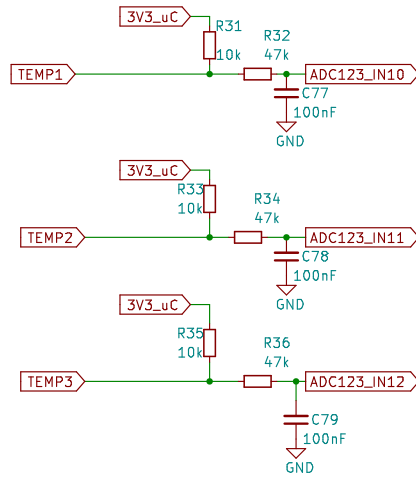 3V3_uC
R31
10k
R32
47k
TEMP1
ADC123_IN10
C77
100nF
GND
3V3_uC
R33
10k
R34
47k
TEMP2
ADC123_IN11
C78
100nF
GND
3V3_uC
R35
10k
R36
47k
TEMP3
ADC123_IN12
C79
100nF
GND